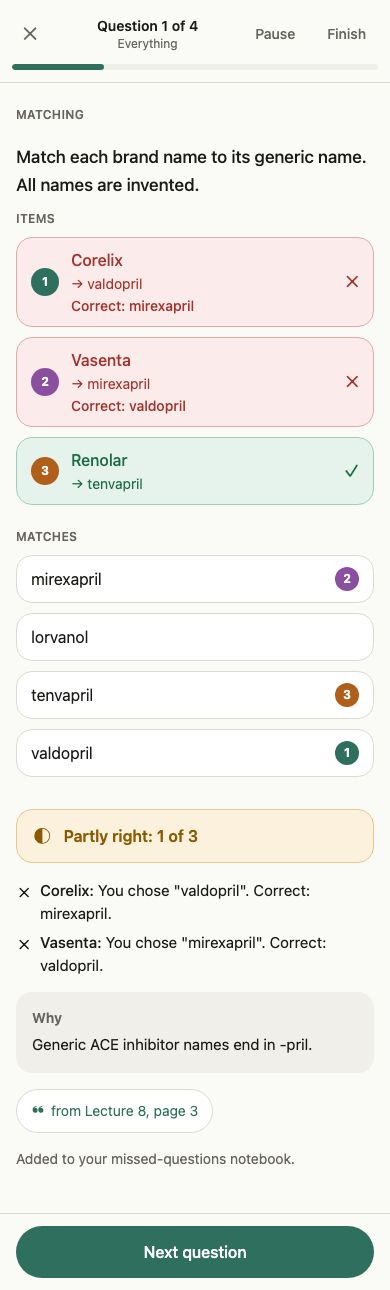 Question 1 of 4
Everything
Pause
Finish
MATCHING
Match each brand name to its generic name.
All names are invented.
ITEMS
1
Corelix
→ valdopril
Correct: mirexapril
2
Vasenta
→ mirexapril
Correct: valdopril
3
Renolar
→ tenvapril
MATCHES
mirexapril 2
lorvanol
tenvapril 3
valdopril 1
Partly right: 1 of 3
Corelix: You chose "valdopril". Correct:
mirexapril.
Vasenta: You chose "mirexapril". Correct:
valdopril.
Why
Generic ACE inhibitor names end in -pril.
from Lecture 8, page 3
Added to your missed-questions notebook.
Next question